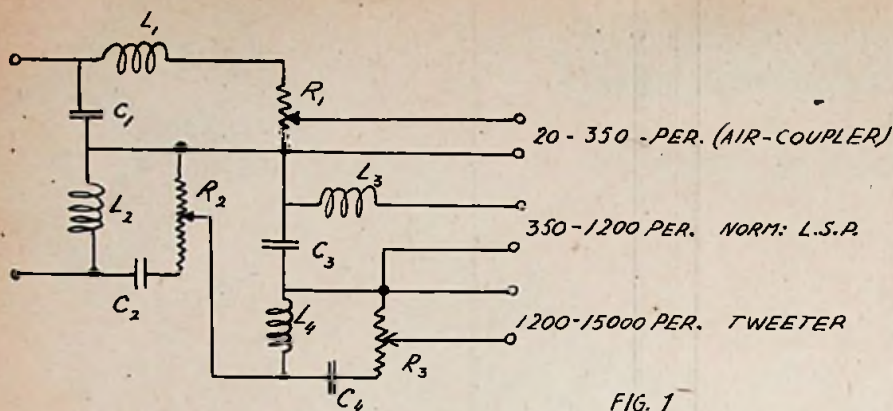 L1
C1
R1
20-350-PER. (AIR-COUPLER)
L2
R2
L3
C3
350-1200 PER. NORM: L.S.P.
C2
L4
1200-15000 PER. TWEETER
R3
C4
FIG. 1